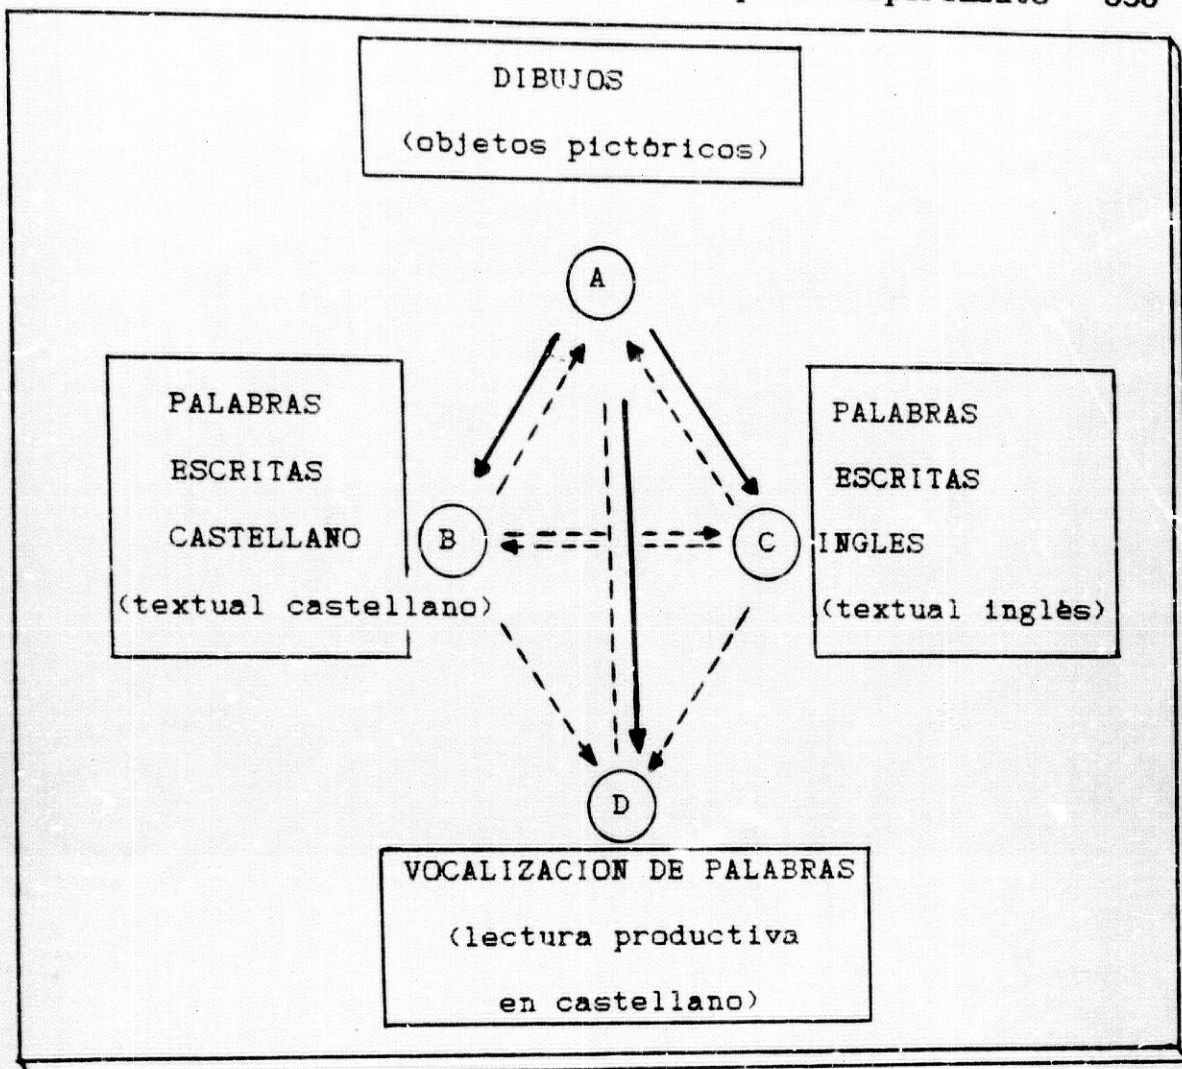 DIBUJOS
(objetos pictòricos)
A
PALABRAS
ESCRITAS
CASTELLANO
(textual castellano)
B
C
PALABRAS
ESCRITAS
INGLES
(textual inglès)
D
VOCALIZACION DE PALABRAS
(lectura productiva
en castellano)